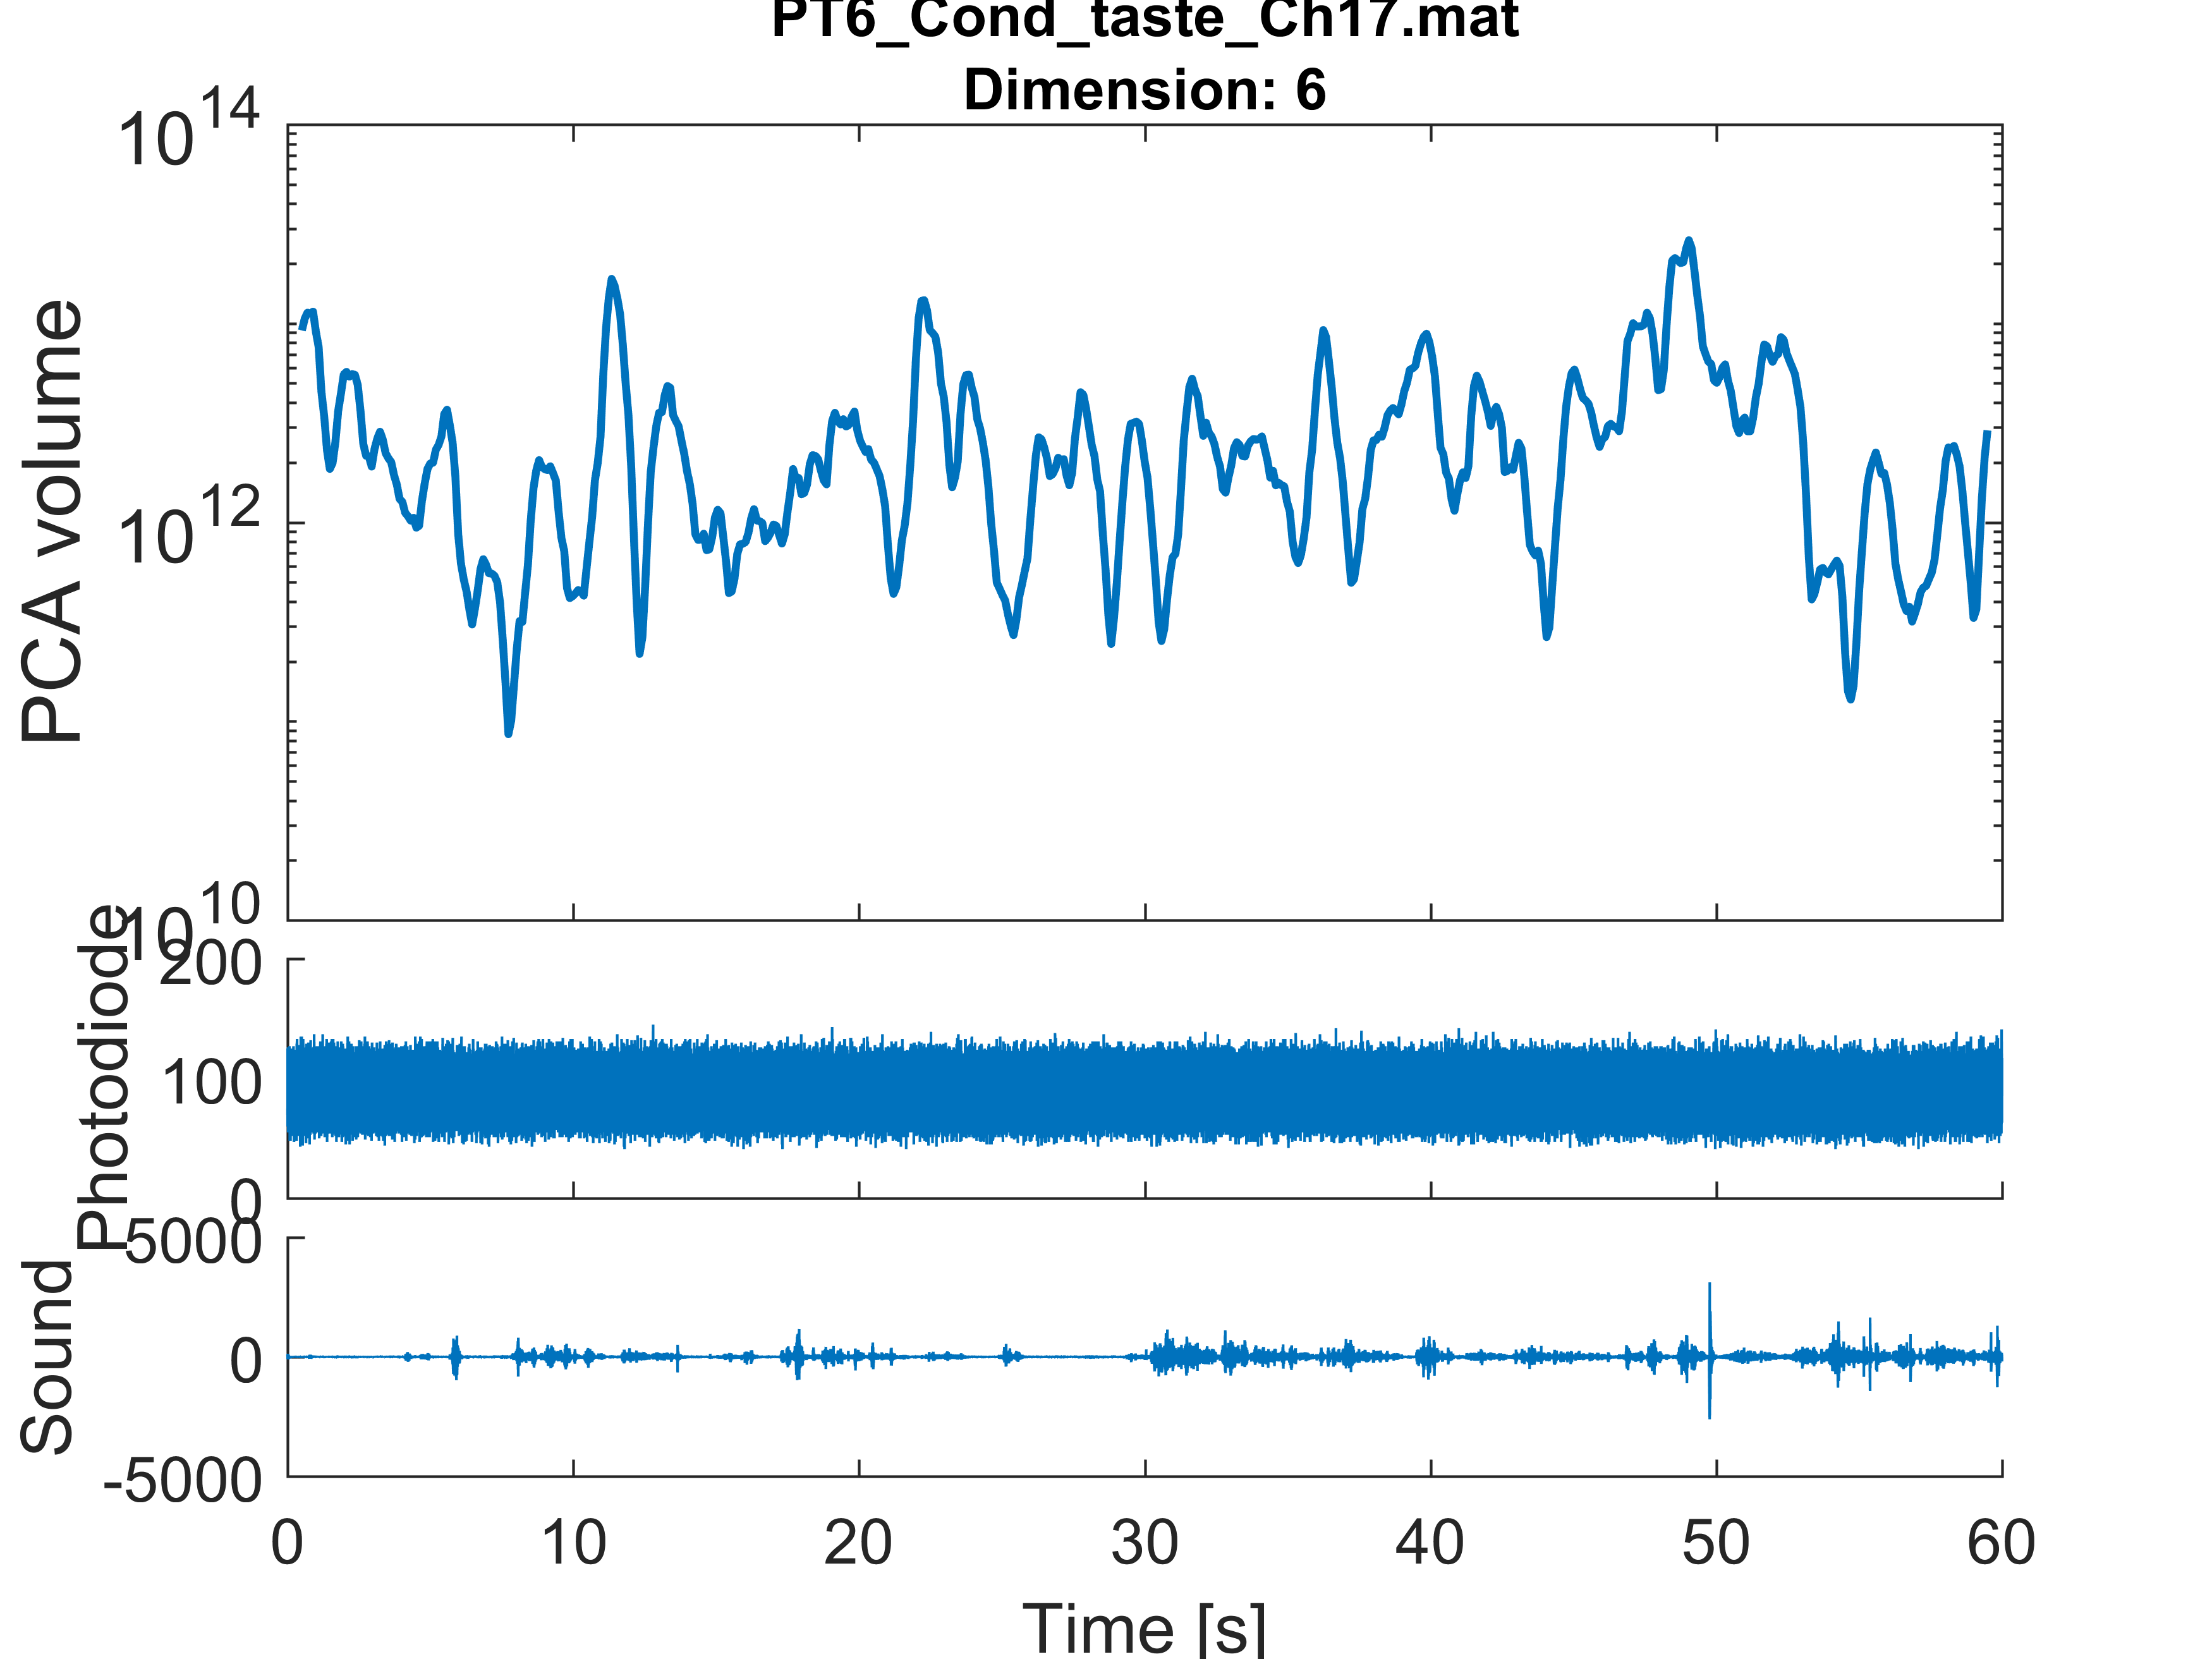 PT6_Cond_taste_Ch17.mat
Dimension: 6
10^14
10^12
10^10
PCA volume
200
100
0
Photodiode
5000
0
-5000
Sound
0 10 20 30 40 50 60
Time [s]